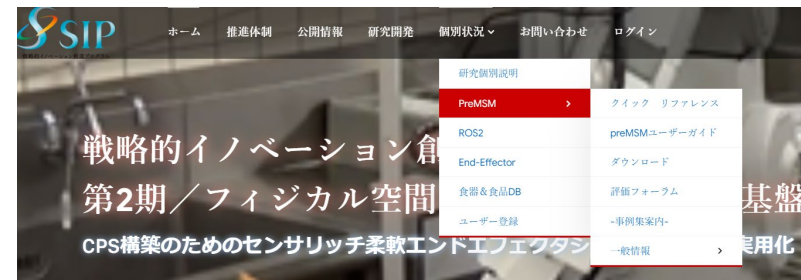 SIP
ホーム 推進体制 公開情報 研究開発 個別状況 お問い合わせ ログイン
研究個別説明
PreMSM
ROS2
End-Effector
食器&食品DB
ユーザー登録
クイック リファレンス
preMSMユーザーガイド
ダウンロード
評価フォーラム
-事例集案内-
一般情報
戦略的イノベーション創
第2期／フィジカル空間 基盤
CPS構築のためのセンサリッチ柔軟エンドエフェクタシ 実用化